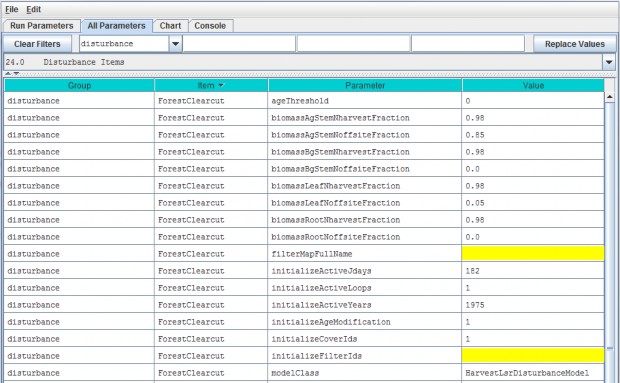 File Edit
Run Parameters All Parameters Chart Console
Clear Filters disturbance Replace Values
24.0 Disturbance Items
Group Item Parameter Value
disturbance ForestClearcut ageThreshold 0
disturbance ForestClearcut biomassAgStemNharvestFraction 0.98
disturbance ForestClearcut biomassAgStemNoffsiteFraction 0.85
disturbance ForestClearcut biomassBgStemNharvestFraction 0.98
disturbance ForestClearcut biomassBgStemNoffsiteFraction 0.0
disturbance ForestClearcut biomassLeafNharvestFraction 0.98
disturbance ForestClearcut biomassLeafNoffsiteFraction 0.05
disturbance ForestClearcut biomassRootNharvestFraction 0.98
disturbance ForestClearcut biomassRootNoffsiteFraction 0.0
disturbance ForestClearcut filterMapFullName
disturbance ForestClearcut initializeActiveJdays 182
disturbance ForestClearcut initializeActiveLoops 1
disturbance ForestClearcut initializeActiveYears 1975
disturbance ForestClearcut initializeAgeModification 1
disturbance ForestClearcut initializeCoverIds 1
disturbance ForestClearcut initializeFilterIds
disturbance ForestClearcut modelClass HarvestLsrDisturbanceModel